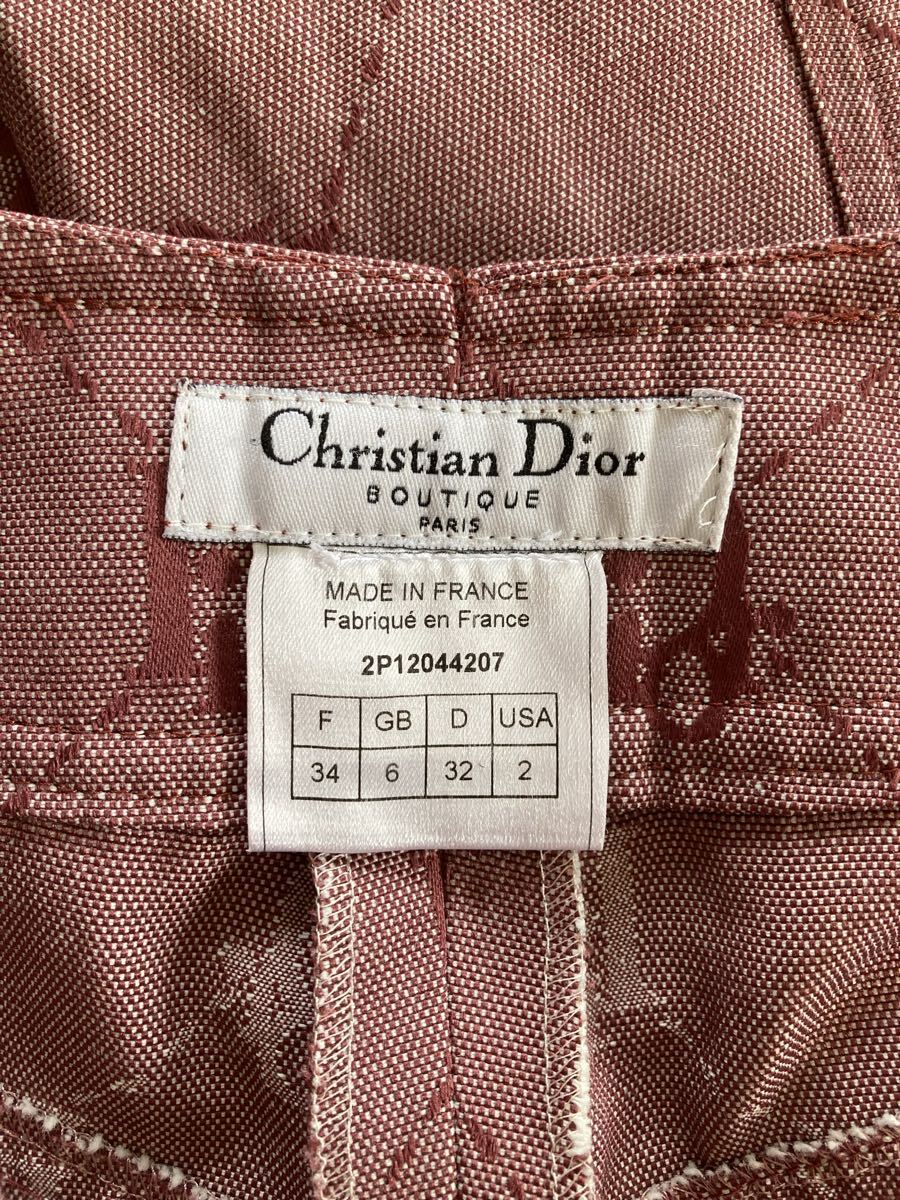 Christian Dior
BOUTIQUE
PARIS
MADE IN FRANCE
Fabriqué en France
2P12044207
F GB D USA
34 6 32 2